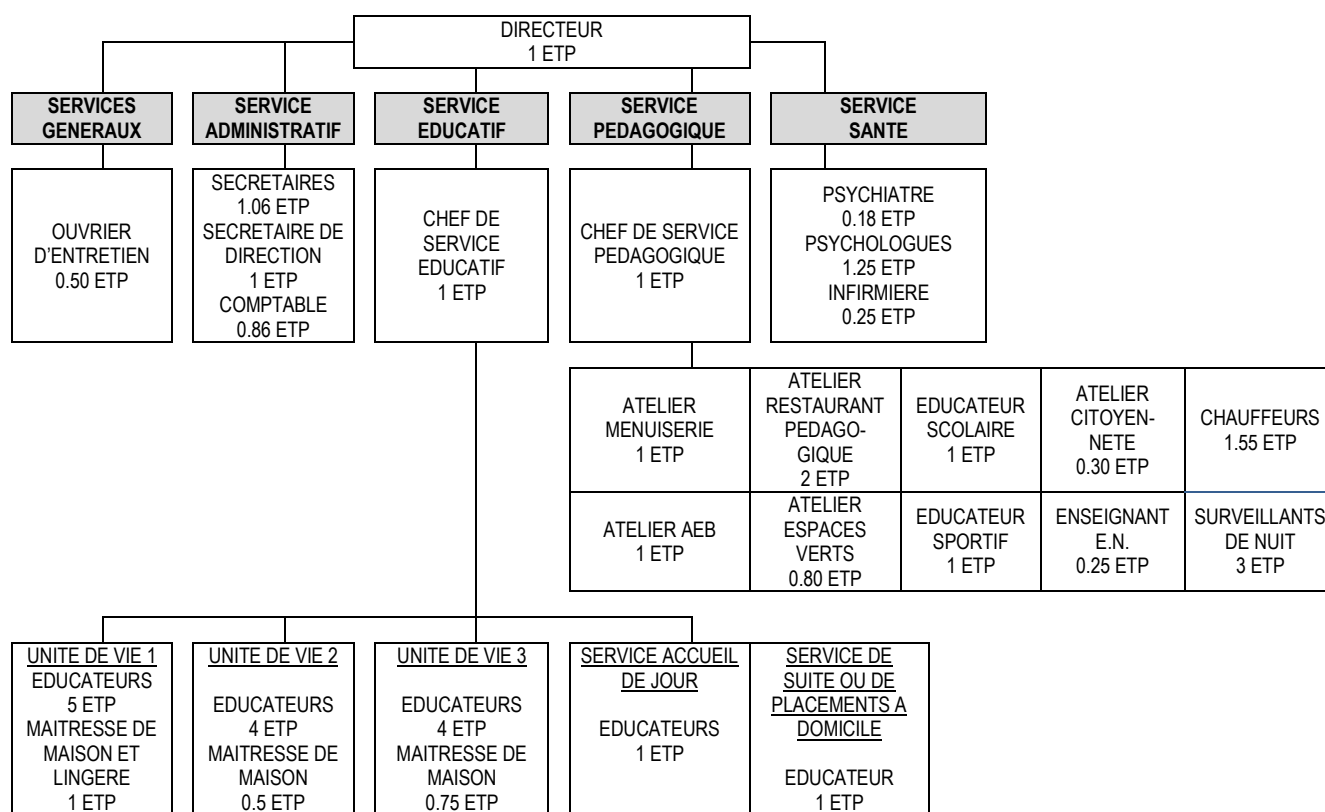 DIRECTEUR
1 ETP
SERVICES
GENERAUX
SERVICE
ADMINISTRATIF
SERVICE
EDUCATIF
SERVICE
PEDAGOGIQUE
SERVICE
SANTE
OUVRIER
D'ENTRETIEN
0.50 ETP
SECRETAIRES
1.06 ETP
SECRETAIRE DE
DIRECTION
1 ETP
COMPTABLE
0.86 ETP
CHEF DE
SERVICE
EDUCATIF
1 ETP
CHEF DE SERVICE
PEDAGOGIQUE
1 ETP
PSYCHIATRE
0.18 ETP
PSYCHOLOGUES
1.25 ETP
INFIRMIERE
0.25 ETP
ATELIER
MENUISERIE
1 ETP
ATELIER
RESTAURANT
PEDAGO-
GIQUE
2 ETP
EDUCATEUR
SCOLAIRE
1 ETP
ATELIER
CITOYEN-
NETE
0.30 ETP
CHAUFFEURS
1.55 ETP
ATELIER AEB
1 ETP
ATELIER
ESPACES
VERTS
0.80 ETP
EDUCATEUR
SPORTIF
1 ETP
ENSEIGNANT
E.N.
0.25 ETP
SURVEILLANTS
DE NUIT
3 ETP
UNITE DE VIE 1
EDUCATEURS
5 ETP
MAITRESSE DE
MAISON ET
LINGERE
1 ETP
UNITE DE VIE 2
EDUCATEURS
4 ETP
MAITRESSE DE
MAISON
0.5 ETP
UNITE DE VIE 3
EDUCATEURS
4 ETP
MAITRESSE DE
MAISON
0.75 ETP
SERVICE ACCUEIL
DE JOUR
EDUCATEURS
1 ETP
SERVICE DE
SUITE OU DE
PLACEMENTS A
DOMICILE
EDUCATEUR
1 ETP